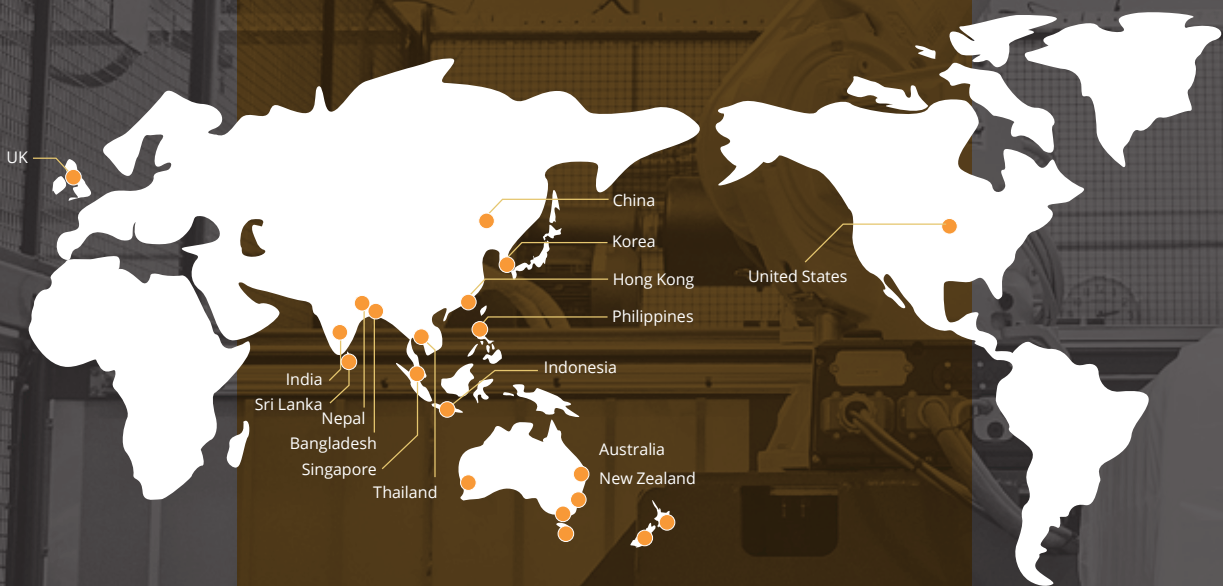 UK
China
Korea
Hong Kong
United States
Philippines
Indonesia
India
Sri Lanka
Nepal
Bangladesh
Australia
Singapore
New Zealand
Thailand